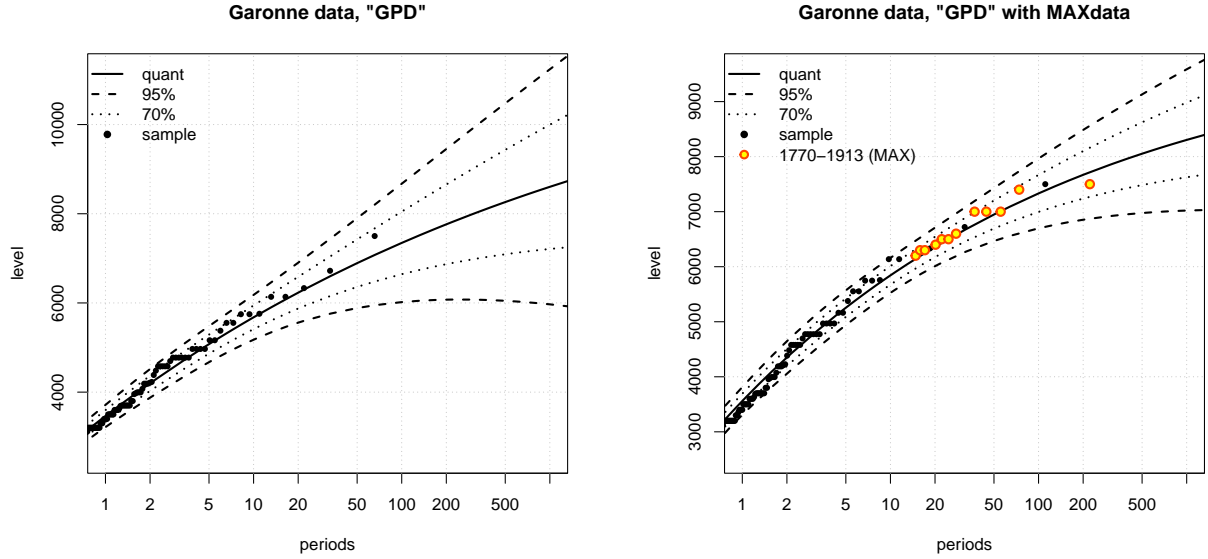 Garonne data, "GPD"
quant
95%
70%
sample
level
4000
6000
8000
10000
1 2 5 10 20 50 100 200 500
periods
Garonne data, "GPD" with MAXdata
quant
95%
70%
sample
1770–1913 (MAX)
level
3000
4000
5000
6000
7000
8000
9000
1 2 5 10 20 50 100 200 500
periods